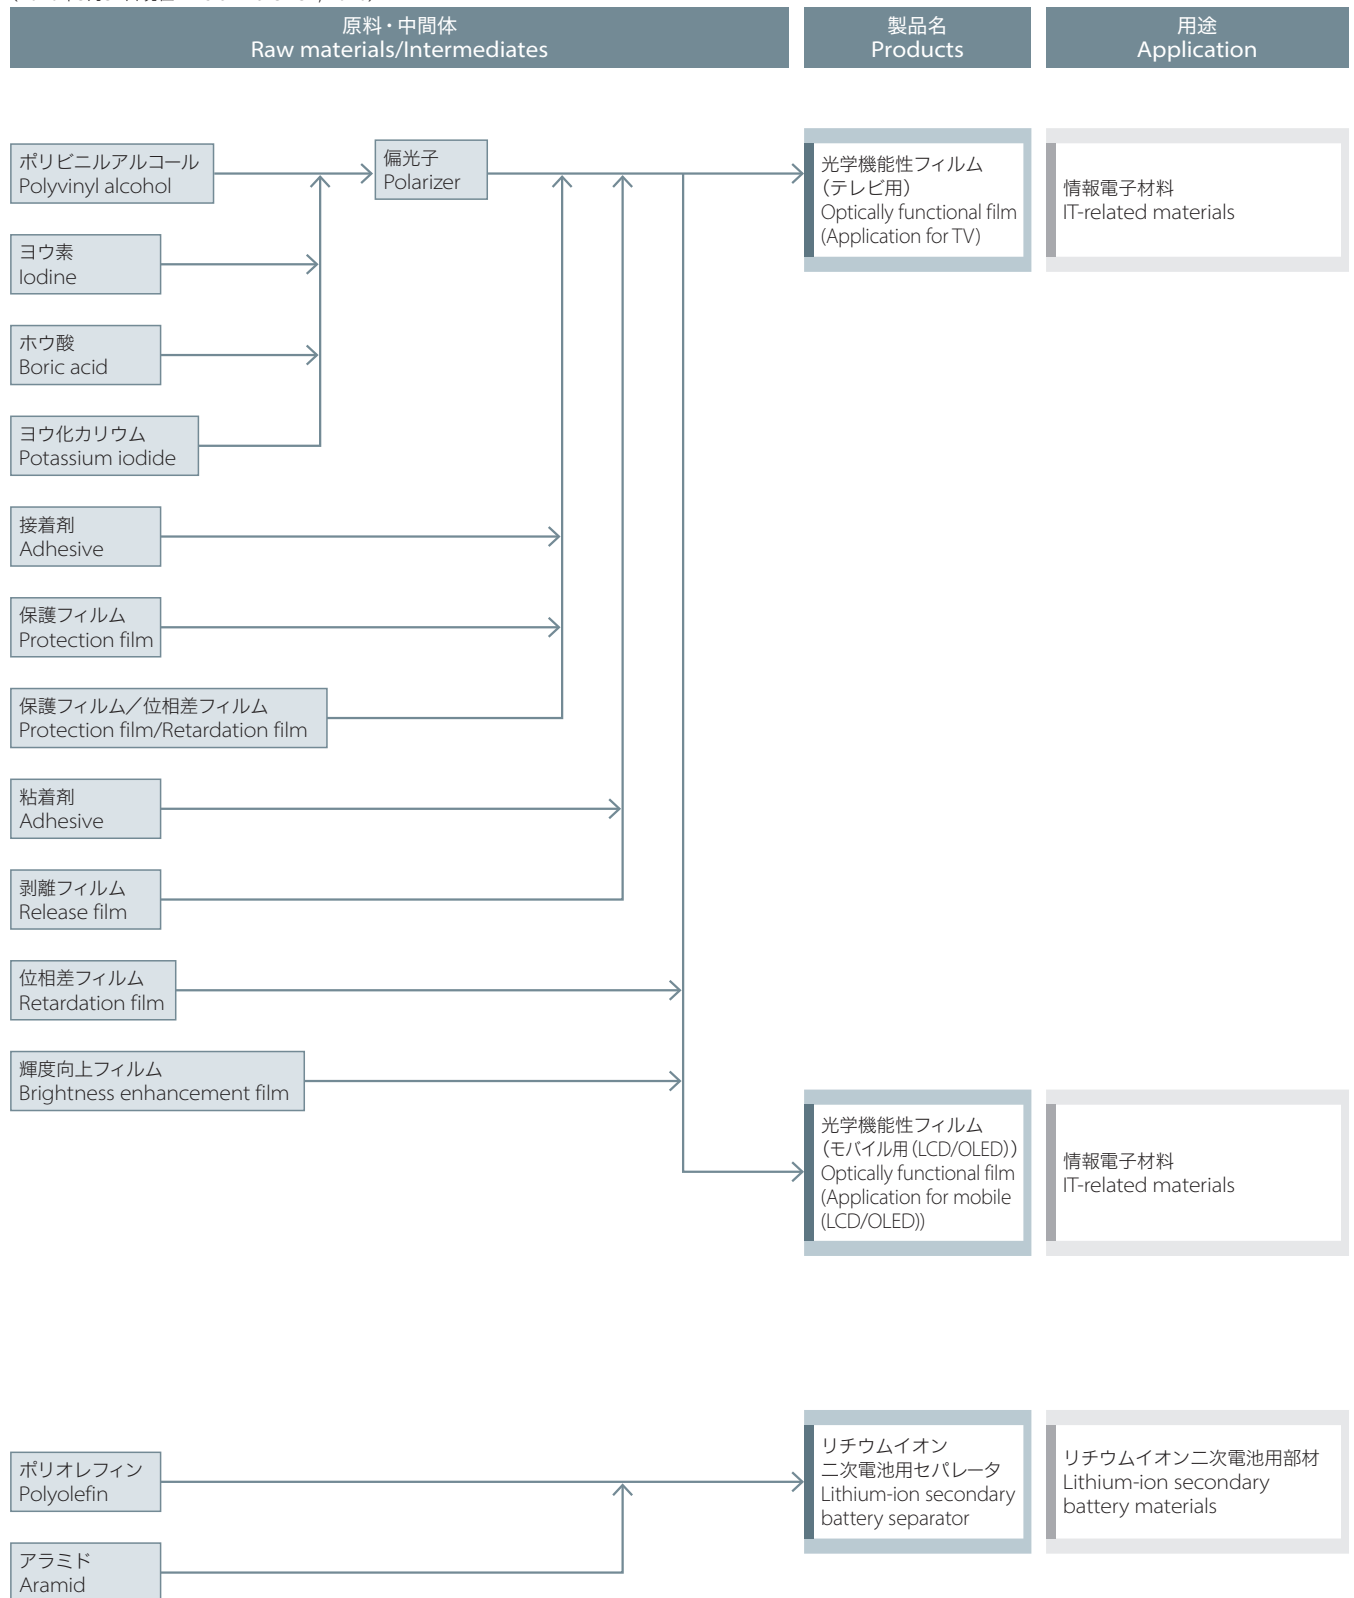 原料・中間体
Raw materials/Intermediates
製品名
Products
用途
Application
ポリビニルアルコール
Polyvinyl alcohol
偏光子
Polarizer
光学機能性フィルム
（テレビ用）
Optically functional film
(Application for TV)
情報電子材料
IT-related materials
ヨウ素
Iodine
ホウ酸
Boric acid
ヨウ化カリウム
Potassium iodide
接着剤
Adhesive
保護フィルム
Protection film
保護フィルム／位相差フィルム
Protection film/Retardation film
粘着剤
Adhesive
剥離フィルム
Release film
位相差フィルム
Retardation film
輝度向上フィルム
Brightness enhancement film
光学機能性フィルム
（モバイル用（LCD/OLED））
Optically functional film
(Application for mobile
(LCD/OLED))
情報電子材料
IT-related materials
ポリオレフィン
Polyolefin
リチウムイオン
二次電池用セパレータ
Lithium-ion secondary
battery separator
リチウムイオン二次電池用部材
Lithium-ion secondary
battery materials
アラミド
Aramid